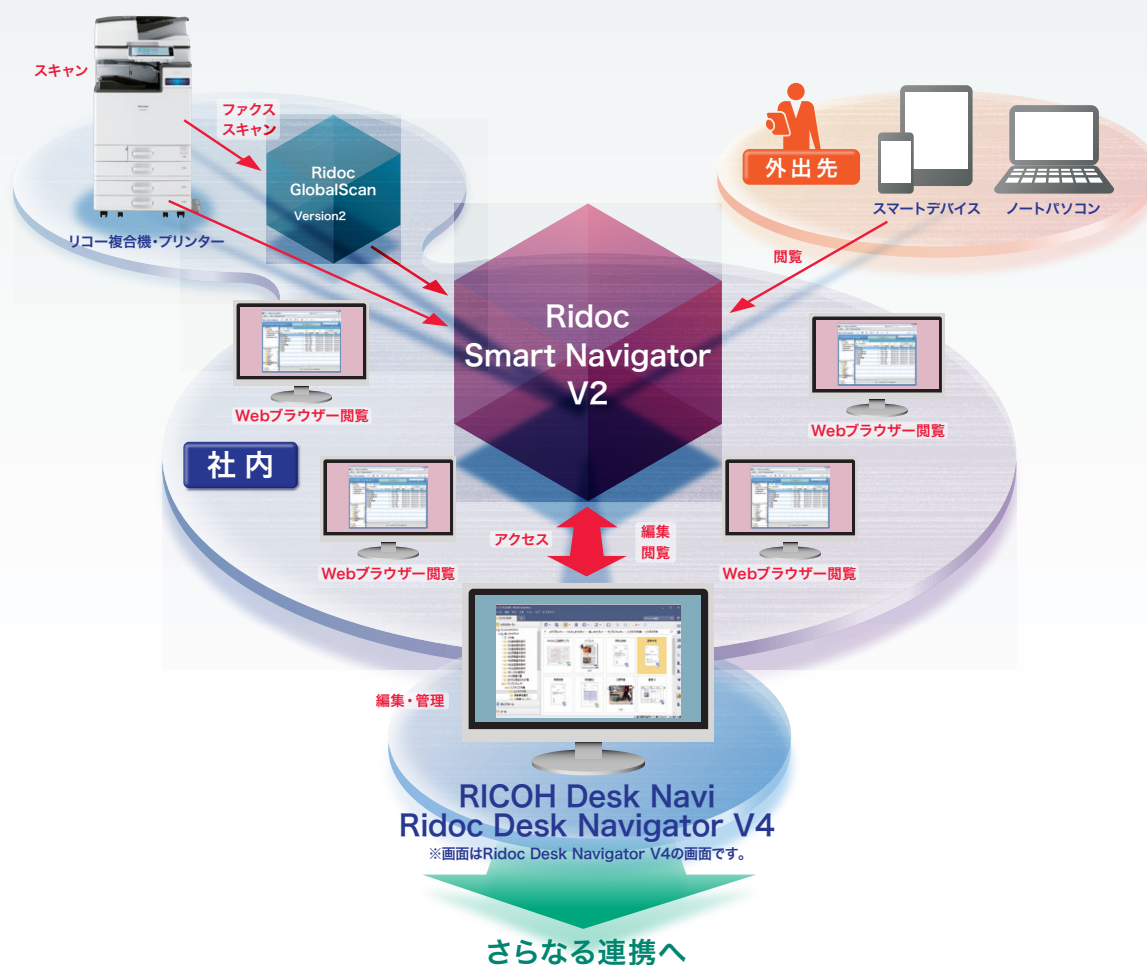 スキャン
ファクス
スキャン
Ridoc
GlobalScan
Version2
リコー複合機・プリンター
外出先
スマートデバイス
ノートパソコン
閲覧
Ridoc
Smart Navigator
V2
Webブラウザー閲覧
Webブラウザー閲覧
社内
Webブラウザー閲覧
Webブラウザー閲覧
アクセス
編集
閲覧
編集・管理
RICOH Desk Navi
Ridoc Desk Navigator V4
※画面はRidoc Desk Navigator V4の画面です。
さらなる連携へ